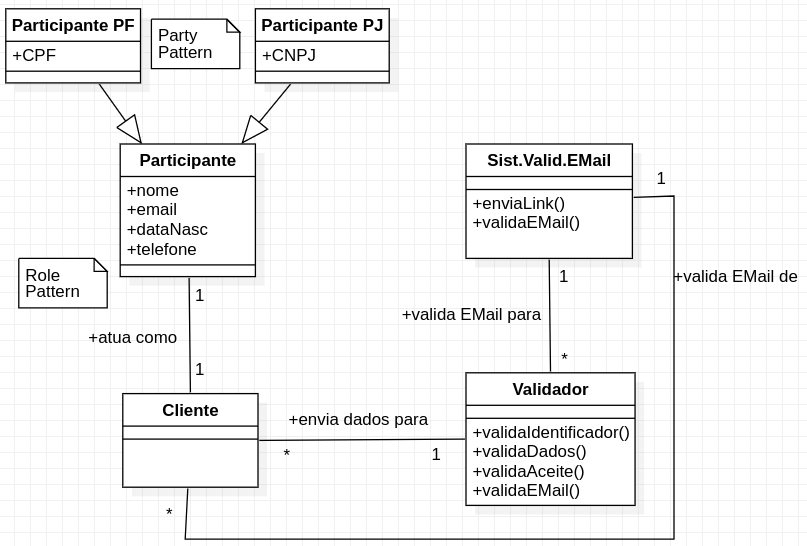 Participante PF
+CPF
Party
Pattern
Participante PJ
+CNPJ
Participante
+nome
+email
+dataNasc
+telefone
Sist.Valid.EMail
+enviaLink()
+validaEMail()
1
Role
Pattern
1
+atua como
1
1
+valida EMail de
+valida EMail para
*
Cliente
+envia dados para
*
1
Validador
+validaIdentificador()
+validaDados()
+validaAceite()
+validaEMail()
*